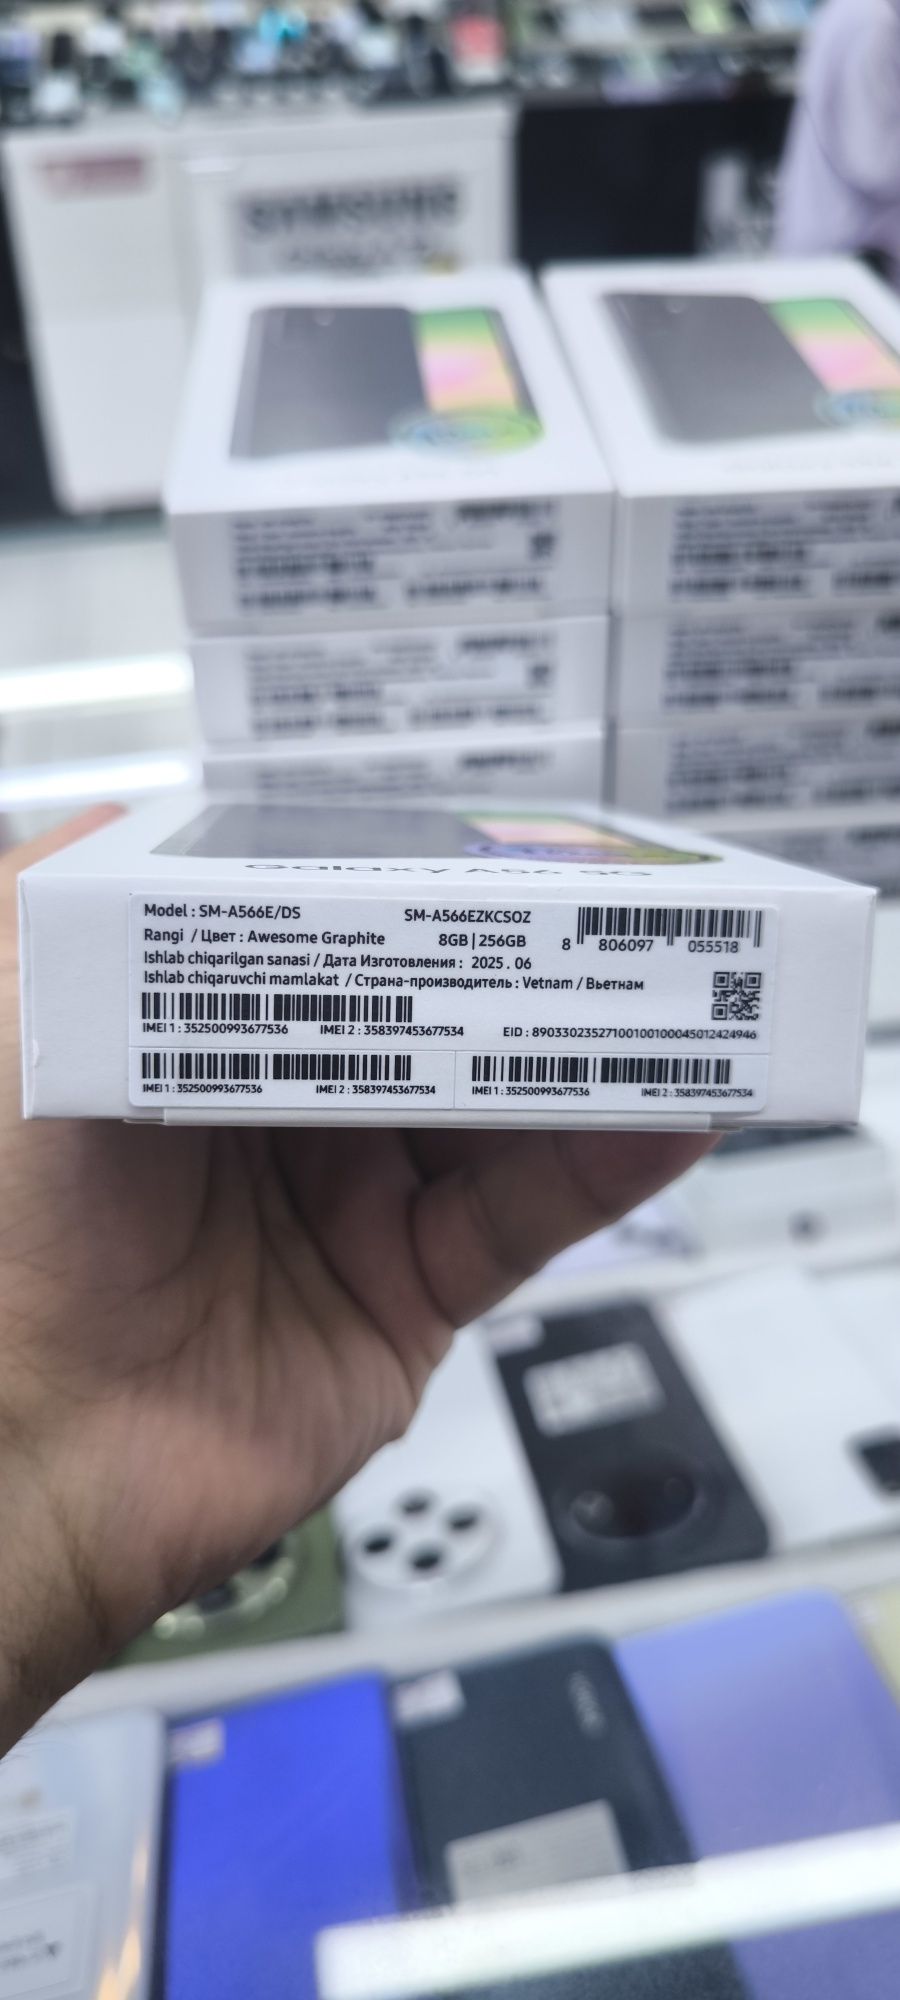 SAMSUNG
Galaxy A56 5G
Model : SM-A566E/DS SM-A566EZKCSOZ
Rangi / Цвет : Awesome Graphite 8GB | 256GB 8 806097 055518
Ishlab chiqarilgan sanasi / Дата Изготовления : 2025 . 06
Ishlab chiqaruvchi mamlakat / Страна-производитель : Vetnam / Вьетнам
IMEI 1 : 352500993677536 IMEI 2 : 358397453677534 EID : 89033023527100100100045012424946
IMEI 1 : 352500993677536 IMEI 2 : 358397453677534 IMEI 1 : 352500993677536 IMEI 2 : 358397453677534